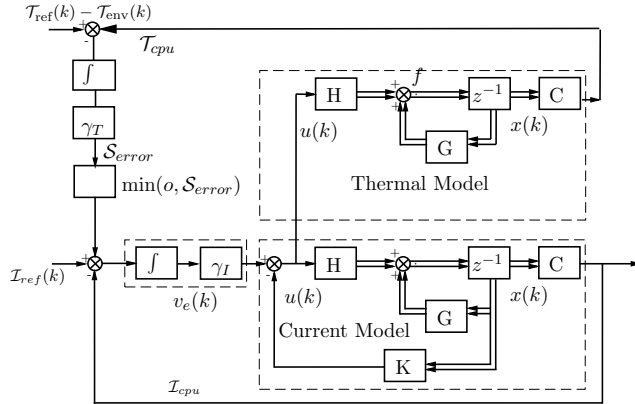 𝒯ref(k) − 𝒯env(k)
+
-
𝒯cpu
∫
γT
𝒮error
min(o, 𝒮error)
H
+
+
f
z⁻¹
C
u(k)
x(k)
G
Thermal Model
ℐref(k)
+
-
∫
γI
ve(k)
+
-
H
+
+
z⁻¹
C
u(k)
x(k)
G
Current Model
K
ℐcpu